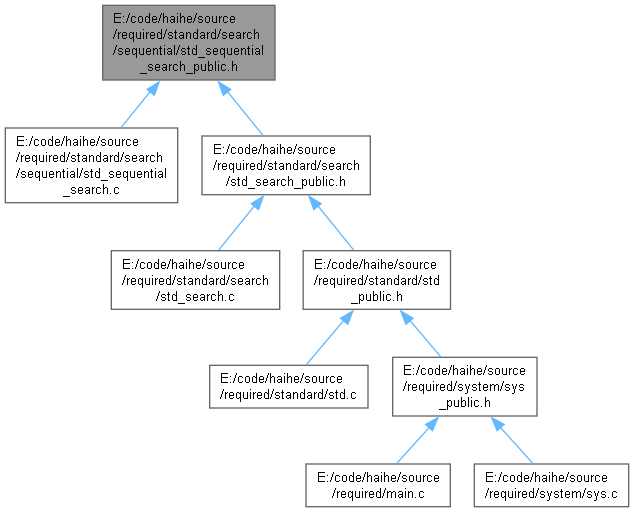 E:/code/haihe/source
/required/standard/search
/sequential/std_sequential
_search_public.h
E:/code/haihe/source
/required/standard/search
/sequential/std_sequential
_search.c
E:/code/haihe/source
/required/standard/search
/std_search_public.h
E:/code/haihe/source
/required/standard/search
/std_search.c
E:/code/haihe/source
/required/standard/std
_public.h
E:/code/haihe/source
/required/standard/std.c
E:/code/haihe/source
/required/system/sys
_public.h
E:/code/haihe/source
/required/main.c
E:/code/haihe/source
/required/system/sys.c